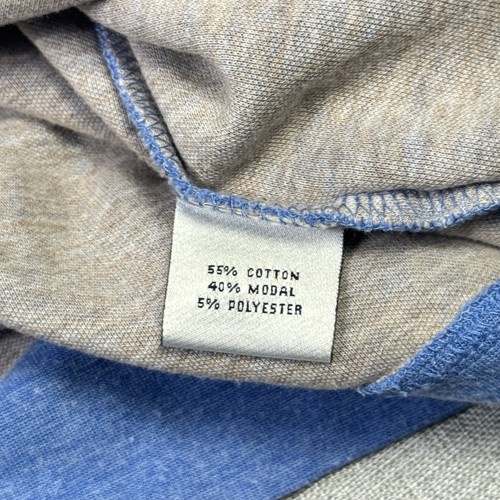 55% COTTON
40% MODAL
5% POLYESTER